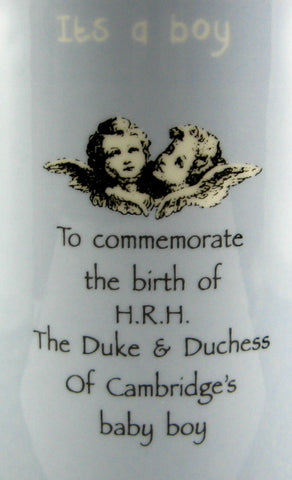 Its a boy
To commemorate
the birth of
H.R.H.
The Duke & Duchess
Of Cambridge's
baby boy